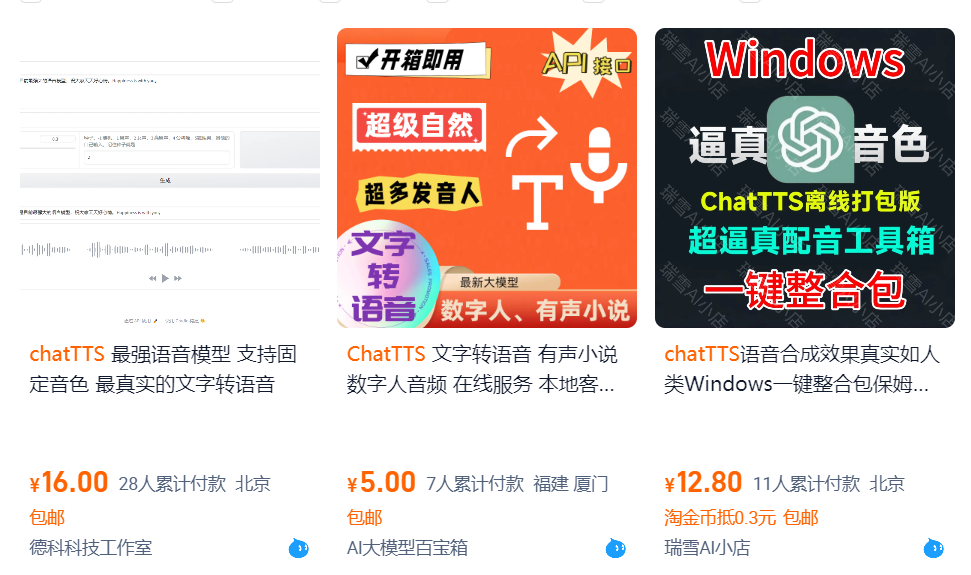 0.3
2
生成
开箱即用
API 接口
超级自然
超多发音人
T
文字
转
语音
最新大模型
数字人、有声小说
Windows
逼真 音色
ChatTTS离线打包版
超逼真配音工具箱
一键整合包
瑞雪AI小店
chatTTS 最强语音模型 支持固
定音色 最真实的文字转语音
¥16.00 28人累计付款 北京
包邮
德科科技工作室
ChatTTS 文字转语音 有声小说
数字人音频 在线服务 本地客...
¥5.00 7人累计付款 福建 厦门
包邮
AI大模型百宝箱
chatTTS语音合成效果真实如人
类Windows一键整合包保姆...
¥12.80 11人累计付款 北京
淘金币抵0.3元 包邮
瑞雪AI小店